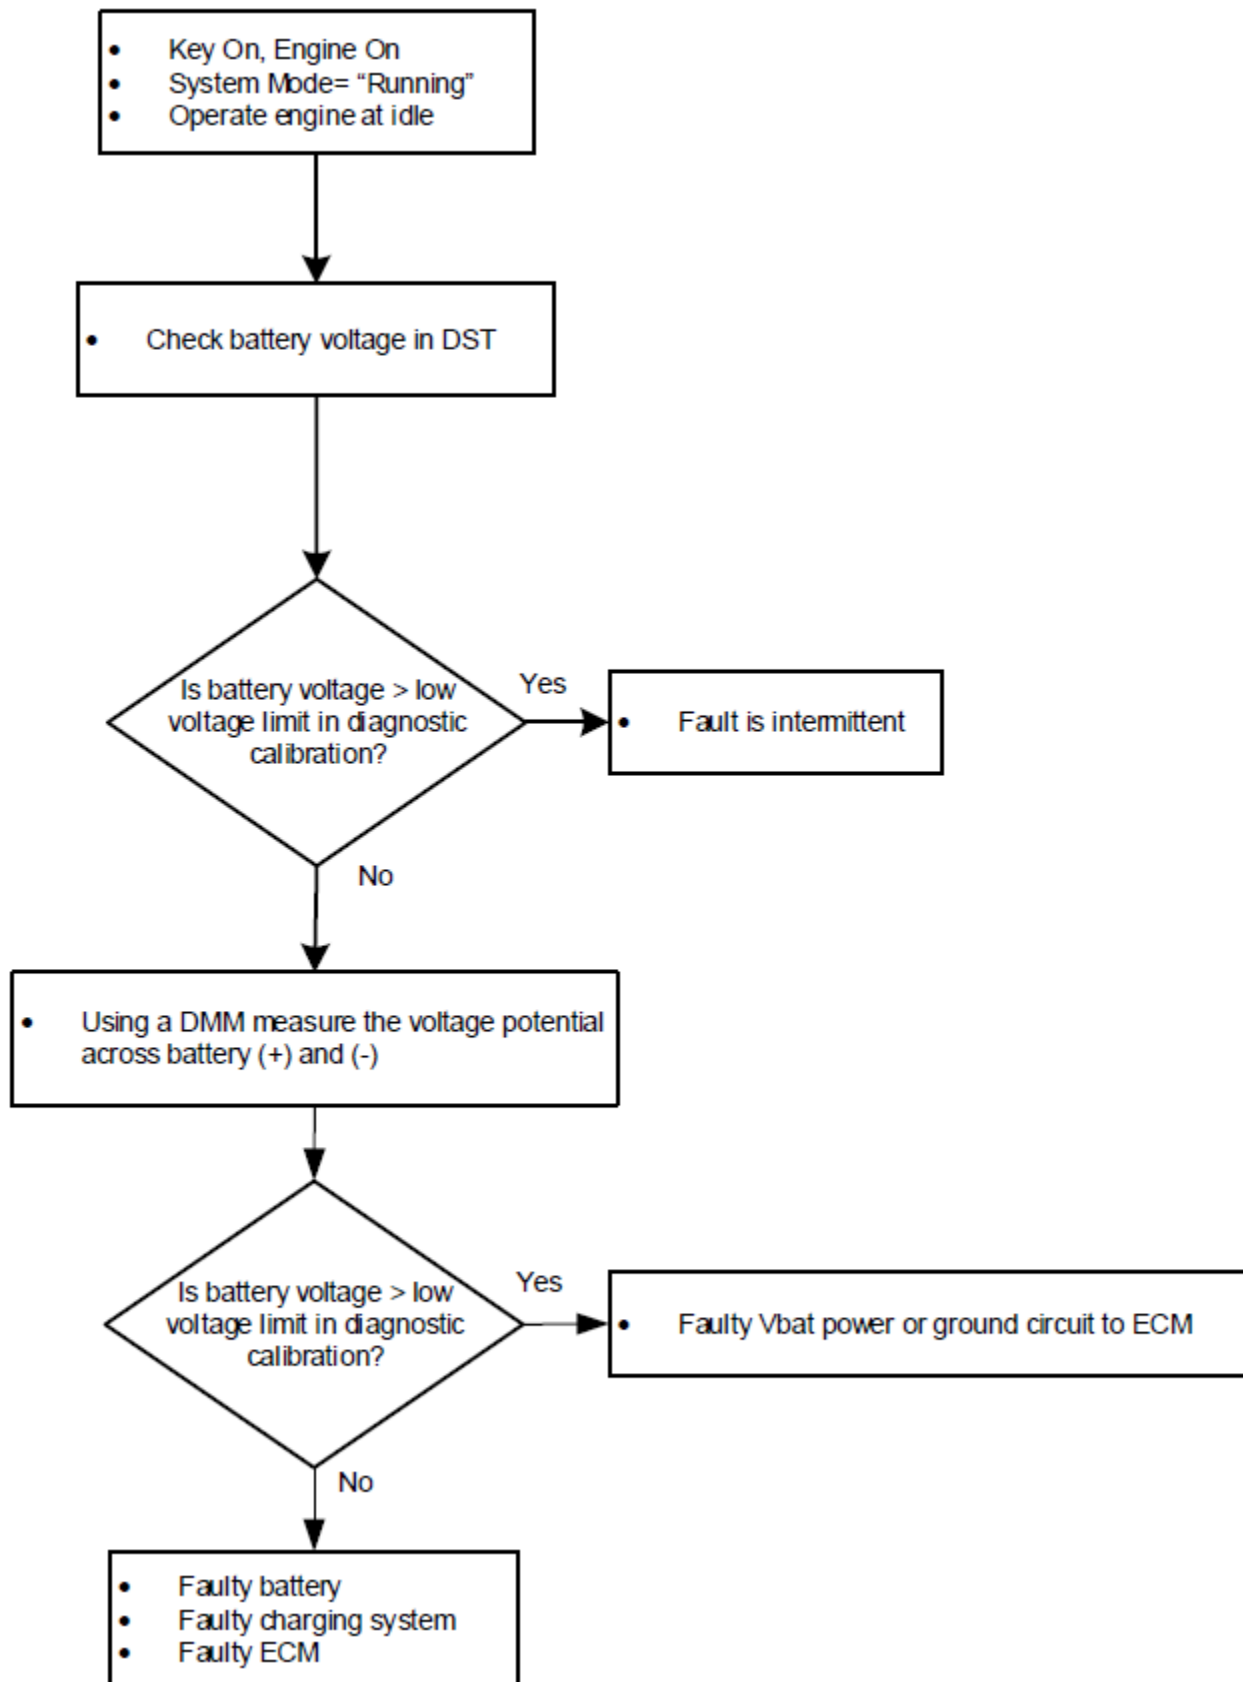 • Key On, Engine On
• System Mode= “Running”
• Operate engine at idle
• Check battery voltage in DST
Is battery voltage > low
voltage limit in diagnostic
calibration?
Yes
• Fault is intermittent
No
• Using a DMM measure the voltage potential
across battery (+) and (-)
Is battery voltage > low
voltage limit in diagnostic
calibration?
Yes
• Faulty Vbat power or ground circuit to ECM
No
• Faulty battery
• Faulty charging system
• Faulty ECM